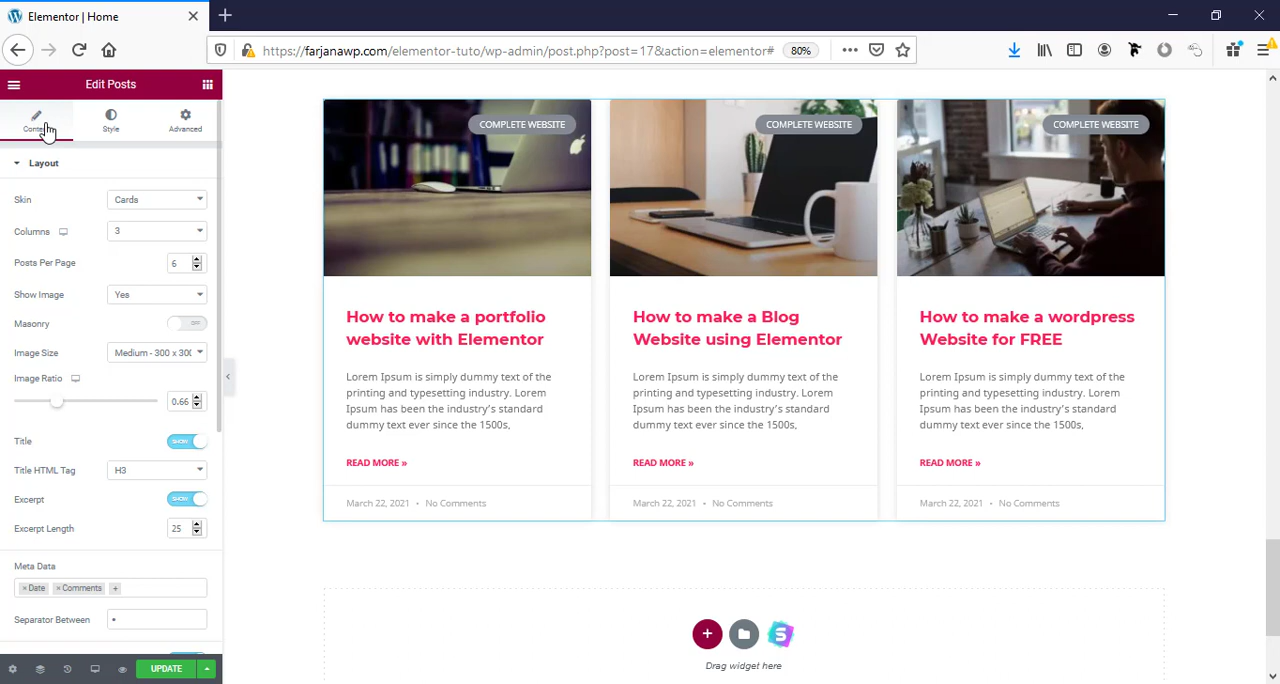 Elementor | Home
https://farjanawp.com/elementor-tuto/wp-admin/post.php?post=17&action=elementor#
80%
Edit Posts
Content
Style
Advanced
Layout
Skin
Cards
Columns
3
Posts Per Page
6
Show Image
Yes
Masonry
OFF
Image Size
Medium - 300 x 300
Image Ratio
0.66
Title
SHOW
Title HTML Tag
H3
Excerpt
SHOW
Excerpt Length
25
Meta Data
× Date × Comments +
Separator Between
•
UPDATE
COMPLETE WEBSITE
How to make a portfolio
website with Elementor
Lorem Ipsum is simply dummy text of the
printing and typesetting industry. Lorem
Ipsum has been the industry’s standard
dummy text ever since the 1500s,
READ MORE »
March 22, 2021 • No Comments
COMPLETE WEBSITE
How to make a Blog
Website using Elementor
Lorem Ipsum is simply dummy text of the
printing and typesetting industry. Lorem
Ipsum has been the industry’s standard
dummy text ever since the 1500s,
READ MORE »
March 22, 2021 • No Comments
COMPLETE WEBSITE
How to make a wordpress
Website for FREE
Lorem Ipsum is simply dummy text of the
printing and typesetting industry. Lorem
Ipsum has been the industry’s standard
dummy text ever since the 1500s,
READ MORE »
March 22, 2021 • No Comments
Drag widget here